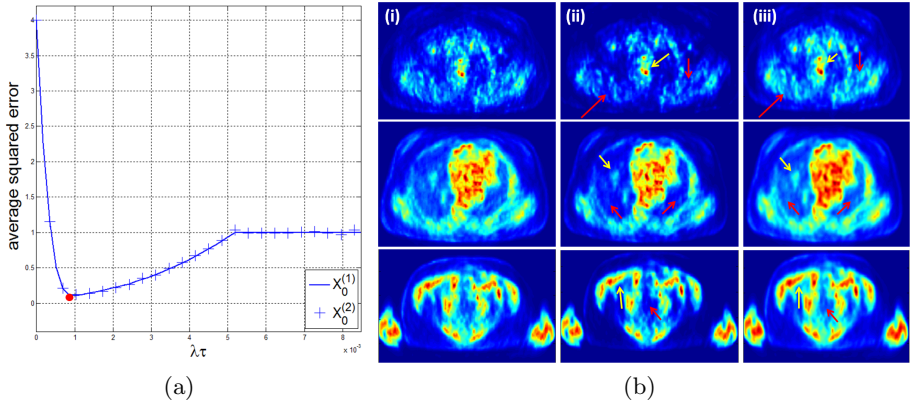 4
3.5
3
2.5
2
1.5
1
0.5
0
average squared error
0 1 2 3 4 5 6 7 8
x 10⁻³
λτ
X₀⁽¹⁾
X₀⁽²⁾
(a)
(i) (ii) (iii)
(b)